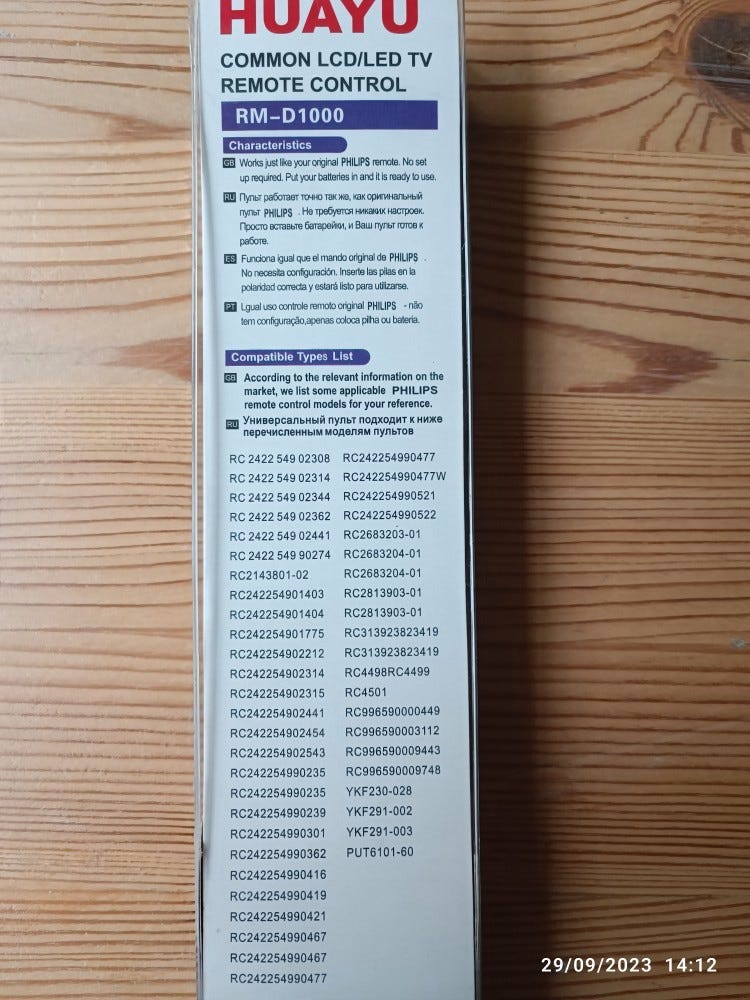 HUAYU
COMMON LCD/LED TV
REMOTE CONTROL
RM-D1000
Characteristics
GB Works just like your original PHILIPS remote. No set
up required. Put your batteries in and it is ready to use.
RU Пульт работает точно так же, как оригинальный
пульт PHILIPS . Не требуется никаких настроек.
Просто вставьте батарейки, и Ваш пульт готов к
работе.
ES Funciona igual que el mando original de PHILIPS .
No necesita configuración. Inserte las pilas en la
polaridad correcta y estará listo para utilizarse.
PT Lgual uso controle remoto original PHILIPS - não
tem configuração,apenas coloca pilha ou bateria.
Compatible Types List
GB According to the relevant information on the
market, we list some applicable PHILIPS
remote control models for your reference.
RU Универсальный пульт подходит к ниже
перечисленным моделям пультов
RC 2422 549 02308
RC 2422 549 02314
RC 2422 549 02344
RC 2422 549 02362
RC 2422 549 02441
RC 2422 549 90274
RC2143801-02
RC242254901403
RC242254901404
RC242254901775
RC242254902212
RC242254902314
RC242254902315
RC242254902441
RC242254902454
RC242254902543
RC242254990235
RC242254990235
RC242254990239
RC242254990301
RC242254990362
RC242254990416
RC242254990419
RC242254990421
RC242254990467
RC242254990467
RC242254990477
RC242254990477
RC242254990477W
RC242254990521
RC242254990522
RC2683203-01
RC2683204-01
RC2683204-01
RC2813903-01
RC2813903-01
RC313923823419
RC313923823419
RC4498RC4499
RC4501
RC996590000449
RC996590003112
RC996590009443
RC996590009748
YKF230-028
YKF291-002
YKF291-003
PUT6101-60
29/09/2023 14:12